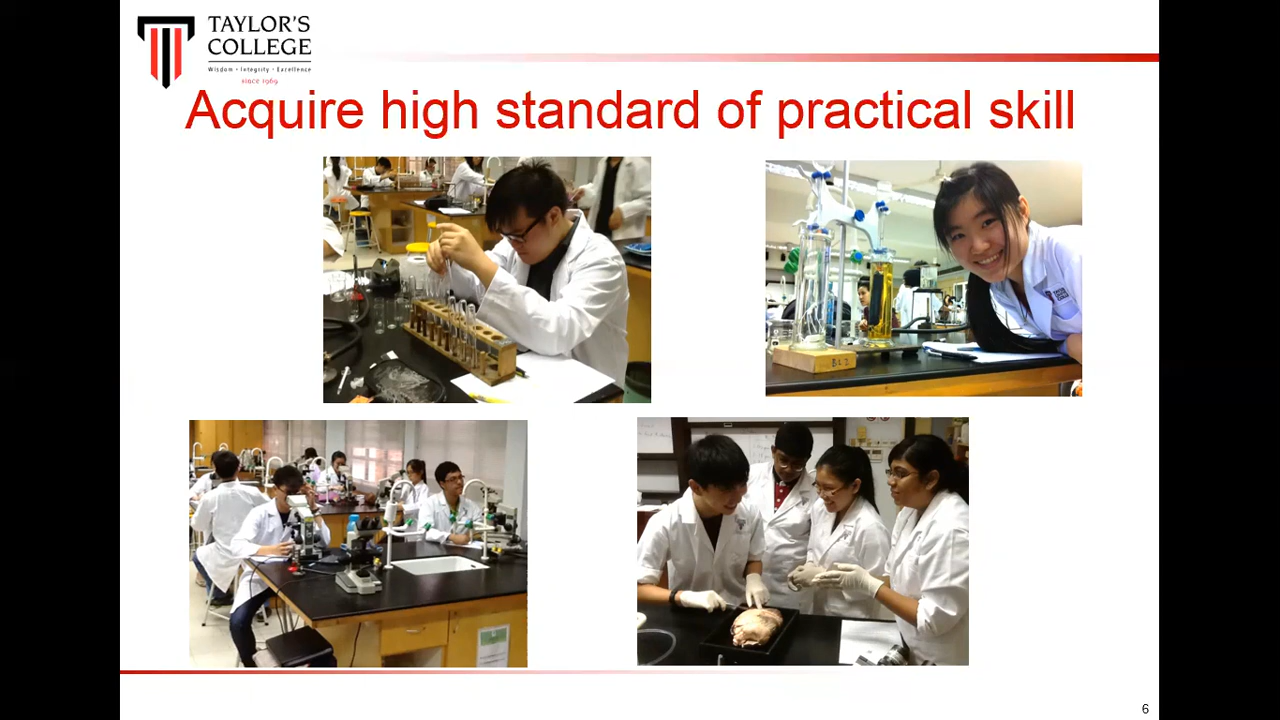 TAYLOR'S
COLLEGE
Wisdom • Integrity • Excellence
since 1969
Acquire high standard of practical skill
6